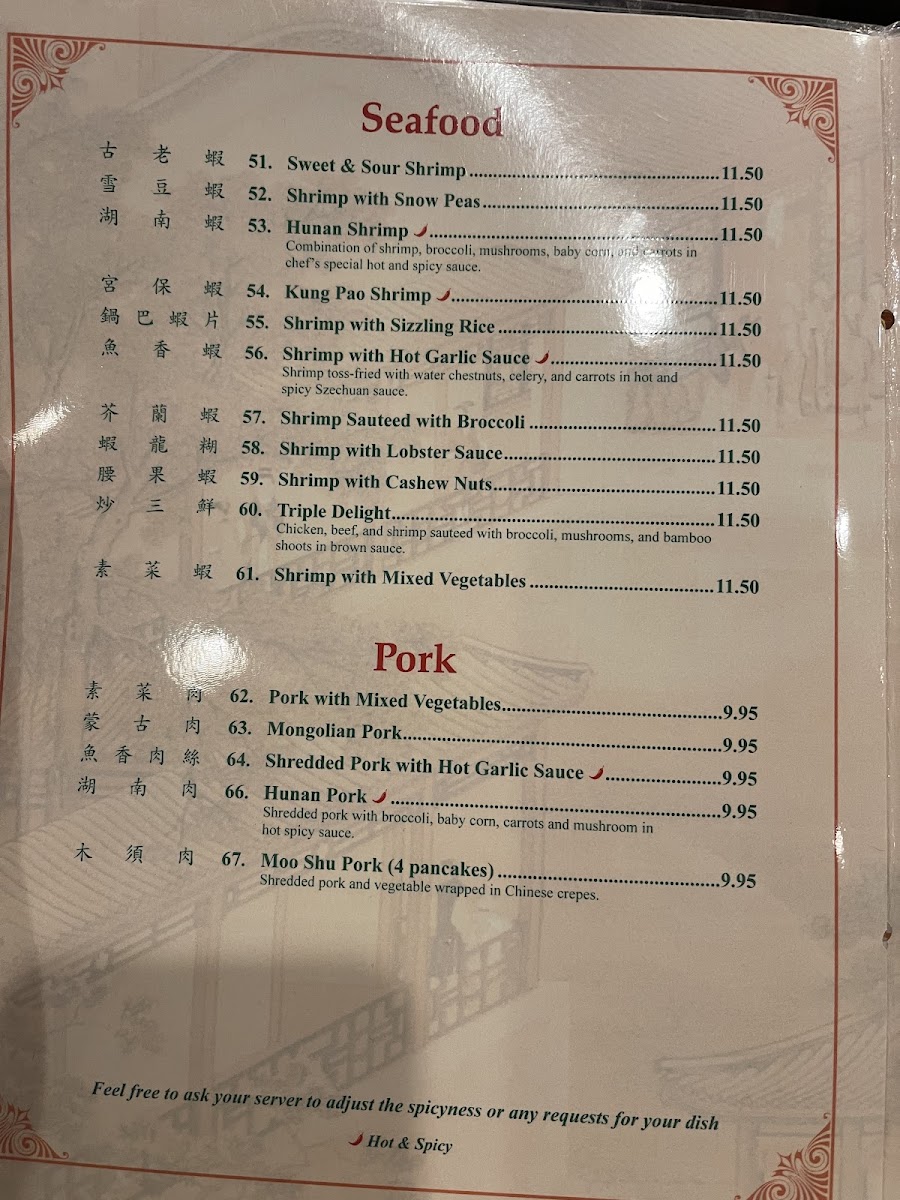 Seafood
古老蝦 51. Sweet & Sour Shrimp 11.50
雪豆蝦 52. Shrimp with Snow Peas 11.50
湖南蝦 53. Hunan Shrimp 11.50
Combination of shrimp, broccoli, mushrooms, baby corn, and carrots in
chef's special hot and spicy sauce.
宮保蝦 54. Kung Pao Shrimp 11.50
鍋巴蝦片 55. Shrimp with Sizzling Rice 11.50
魚香蝦 56. Shrimp with Hot Garlic Sauce 11.50
Shrimp toss-fried with water chestnuts, celery, and carrots in hot and
spicy Szechuan sauce.
芥蘭蝦 57. Shrimp Sauteed with Broccoli 11.50
蝦龍糊 58. Shrimp with Lobster Sauce 11.50
腰果蝦 59. Shrimp with Cashew Nuts 11.50
炒三鮮 60. Triple Delight 11.50
Chicken, beef, and shrimp sauteed with broccoli, mushrooms, and bamboo
shoots in brown sauce.
素菜蝦 61. Shrimp with Mixed Vegetables 11.50
Pork
素菜肉 62. Pork with Mixed Vegetables 9.95
蒙古肉 63. Mongolian Pork 9.95
魚香肉絲 64. Shredded Pork with Hot Garlic Sauce 9.95
湖南肉 66. Hunan Pork 9.95
Shredded pork with broccoli, baby corn, carrots and mushroom in
hot spicy sauce.
木須肉 67. Moo Shu Pork (4 pancakes) 9.95
Shredded pork and vegetable wrapped in Chinese crepes.
Feel free to ask your server to adjust the spicyness or any requests for your dish
Hot & Spicy